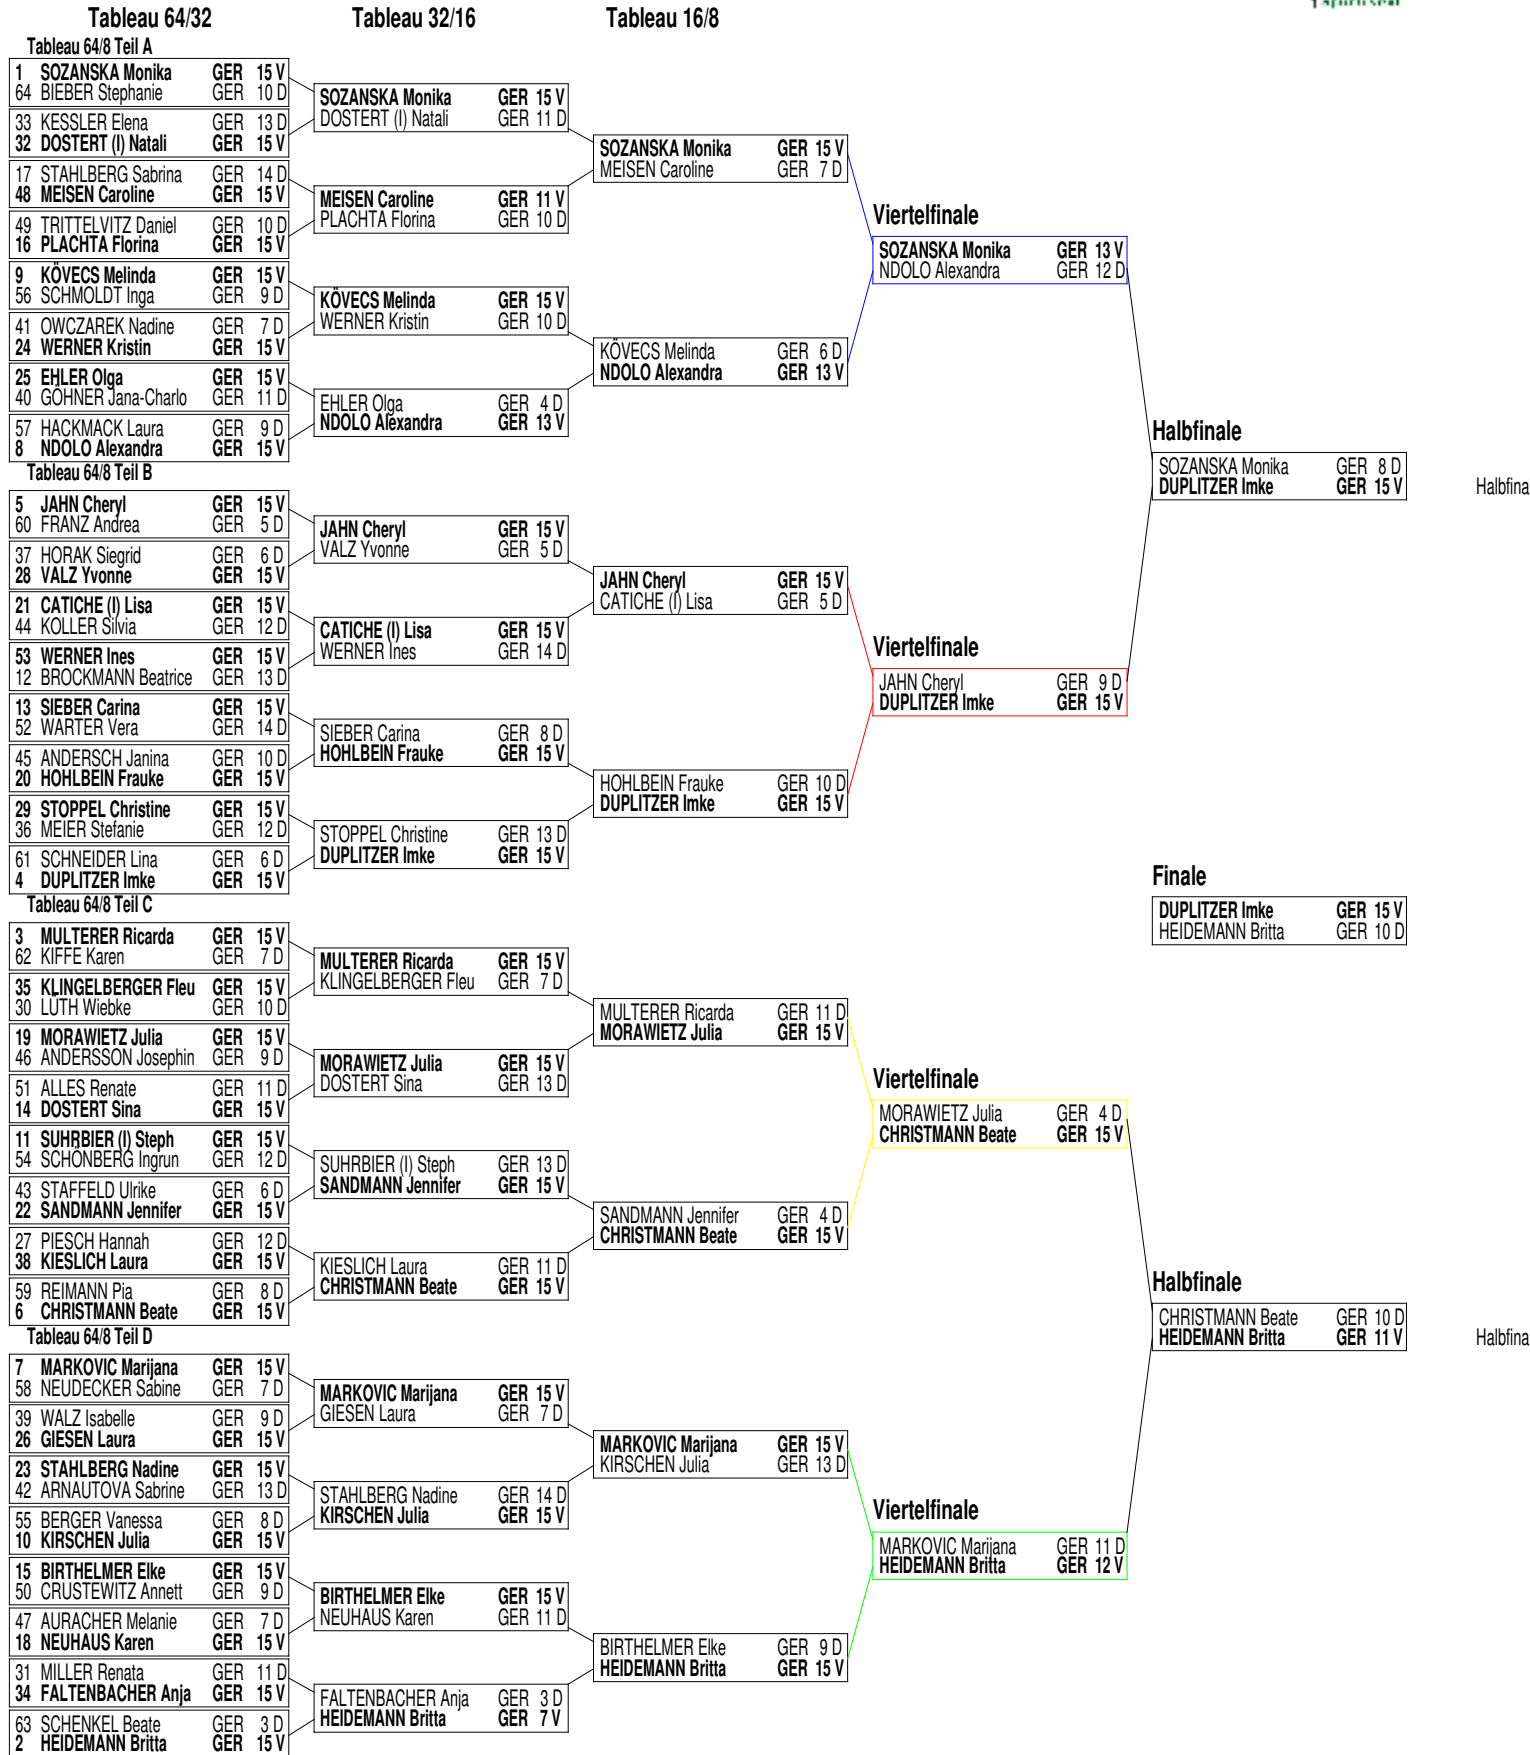 Tableau 64/32 Tableau 32/16 Tableau 16/8
Tableau 64/8 Teil A
1 SOZANSKA Monika GER 15 V
64 BIEBER Stephanie GER 10 D
33 KESSLER Elena GER 13 D
32 DOSTERT (I) Natali GER 15 V
17 STAHLBERG Sabrina GER 14 D
48 MEISEN Caroline GER 15 V
49 TRITTELVITZ Daniel GER 10 D
16 PLACHTA Florina GER 15 V
9 KÖVECS Melinda GER 15 V
56 SCHMOLDT Inga GER 9 D
41 OWCZAREK Nadine GER 7 D
24 WERNER Kristin GER 15 V
25 EHLER Olga GER 15 V
40 GÖHNER Jana-Charlo GER 11 D
57 HACKMACK Laura GER 9 D
8 NDOLO Alexandra GER 15 V
Tableau 64/8 Teil B
5 JAHN Cheryl GER 15 V
60 FRANZ Andrea GER 5 D
37 HORAK Siegrid GER 6 D
28 VALZ Yvonne GER 15 V
21 CATICHE (I) Lisa GER 15 V
44 KOLLER Silvia GER 12 D
53 WERNER Ines GER 15 V
12 BROCKMANN Beatrice GER 13 D
13 SIEBER Carina GER 15 V
52 WARTER Vera GER 14 D
45 ANDERSCH Janina GER 10 D
20 HOHLBEIN Frauke GER 15 V
29 STOPPEL Christine GER 15 V
36 MEIER Stefanie GER 12 D
61 SCHNEIDER Lina GER 6 D
4 DUPLITZER Imke GER 15 V
Tableau 64/8 Teil C
3 MULTERER Ricarda GER 15 V
62 KIFFE Karen GER 7 D
35 KLINGELBERGER Fleu GER 15 V
30 LÜTH Wiebke GER 10 D
19 MORAWIETZ Julia GER 15 V
46 ANDERSSON Josephin GER 9 D
51 ALLES Renate GER 11 D
14 DOSTERT Sina GER 15 V
11 SUHRBIER (I) Steph GER 15 V
54 SCHÖNBERG Ingrun GER 12 D
43 STAFFELD Ulrike GER 6 D
22 SANDMANN Jennifer GER 15 V
27 PIESCH Hannah GER 12 D
38 KIESLICH Laura GER 15 V
59 REIMANN Pia GER 8 D
6 CHRISTMANN Beate GER 15 V
Tableau 64/8 Teil D
7 MARKOVIC Marijana GER 15 V
58 NEUDECKER Sabine GER 7 D
39 WALZ Isabelle GER 9 D
26 GIESEN Laura GER 15 V
23 STAHLBERG Nadine GER 15 V
42 ARNAUTOVA Sabrine GER 13 D
55 BERGER Vanessa GER 8 D
10 KIRSCHEN Julia GER 15 V
15 BIRTHELMER Elke GER 15 V
50 CRUSTEWITZ Annett GER 9 D
47 AURACHER Melanie GER 7 D
18 NEUHAUS Karen GER 15 V
31 MILLER Renata GER 11 D
34 FALTENBACHER Anja GER 15 V
63 SCHENKEL Beate GER 3 D
2 HEIDEMANN Britta GER 15 V
SOZANSKA Monika GER 15 V
DOSTERT (I) Natali GER 11 D
MEISEN Caroline GER 11 V
PLACHTA Florina GER 10 D
KÖVECS Melinda GER 15 V
WERNER Kristin GER 10 D
EHLER Olga GER 4 D
NDOLO Alexandra GER 13 V
JAHN Cheryl GER 15 V
VALZ Yvonne GER 5 D
CATICHE (I) Lisa GER 15 V
WERNER Ines GER 14 D
SIEBER Carina GER 8 D
HOHLBEIN Frauke GER 15 V
STOPPEL Christine GER 13 D
DUPLITZER Imke GER 15 V
MULTERER Ricarda GER 15 V
KLINGELBERGER Fleu GER 7 D
MORAWIETZ Julia GER 15 V
DOSTERT Sina GER 13 D
SUHRBIER (I) Steph GER 13 D
SANDMANN Jennifer GER 15 V
KIESLICH Laura GER 11 D
CHRISTMANN Beate GER 15 V
MARKOVIC Marijana GER 15 V
GIESEN Laura GER 7 D
STAHLBERG Nadine GER 14 D
KIRSCHEN Julia GER 15 V
BIRTHELMER Elke GER 15 V
NEUHAUS Karen GER 11 D
FALTENBACHER Anja GER 3 D
HEIDEMANN Britta GER 7 V
SOZANSKA Monika GER 15 V
MEISEN Caroline GER 7 D
KÖVECS Melinda GER 6 D
NDOLO Alexandra GER 13 V
JAHN Cheryl GER 15 V
CATICHE (I) Lisa GER 5 D
HOHLBEIN Frauke GER 10 D
DUPLITZER Imke GER 15 V
MULTERER Ricarda GER 11 D
MORAWIETZ Julia GER 15 V
SANDMANN Jennifer GER 4 D
CHRISTMANN Beate GER 15 V
MARKOVIC Marijana GER 15 V
KIRSCHEN Julia GER 13 D
BIRTHELMER Elke GER 9 D
HEIDEMANN Britta GER 15 V
Viertelfinale
SOZANSKA Monika GER 13 V
NDOLO Alexandra GER 12 D
Viertelfinale
JAHN Cheryl GER 9 D
DUPLITZER Imke GER 15 V
Viertelfinale
MORAWIETZ Julia GER 4 D
CHRISTMANN Beate GER 15 V
Viertelfinale
MARKOVIC Marijana GER 11 D
HEIDEMANN Britta GER 12 V
Halbfinale
SOZANSKA Monika GER 8 D
DUPLITZER Imke GER 15 V
Halbfina
Finale
DUPLITZER Imke GER 15 V
HEIDEMANN Britta GER 10 D
Halbfinale
CHRISTMANN Beate GER 10 D
HEIDEMANN Britta GER 11 V
Halbfina